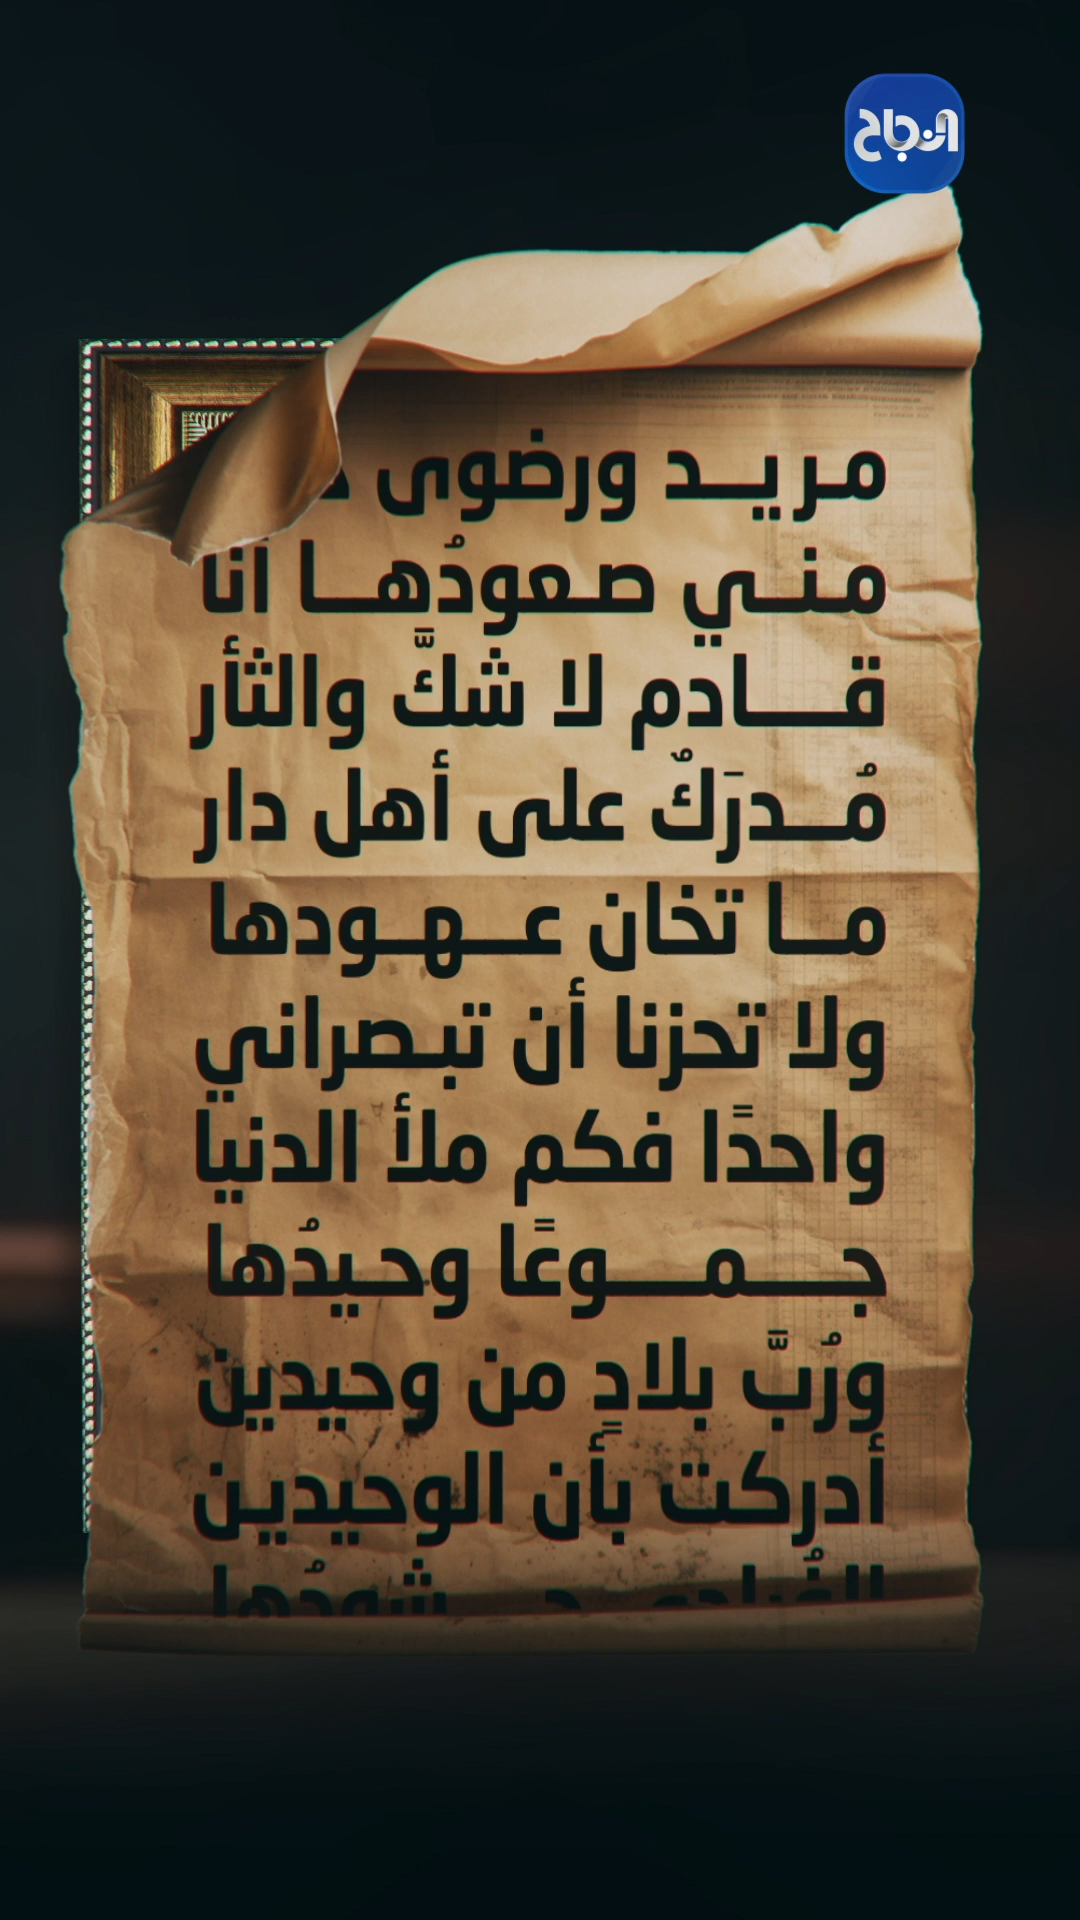 النجاح
مريد ورضوى
مني صعودُها أنا
قادم لا شكَّ والثأر
مُدرَكٌ على أهل دار
ما تخان عهودها
ولا تحزنا أن تبصراني
واحدًا فكم ملأ الدنيا
جموعًا وحيدُها
ورُبَّ بلادٍ من وحيدين
أدركت بأن الوحيدين